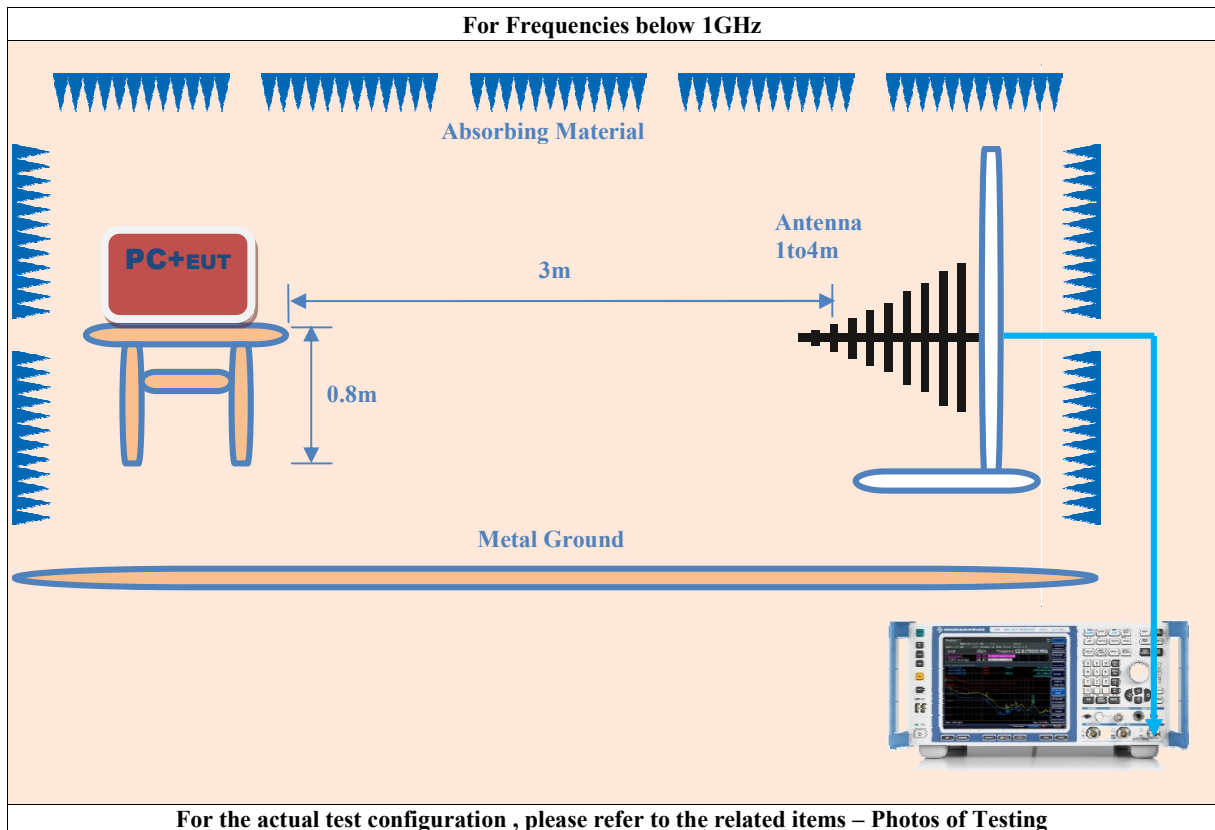 For Frequencies below 1GHz
Absorbing Material
Antenna
1to4m
PC+EUT
3m
0.8m
Metal Ground
For the actual test configuration , please refer to the related items – Photos of Testing